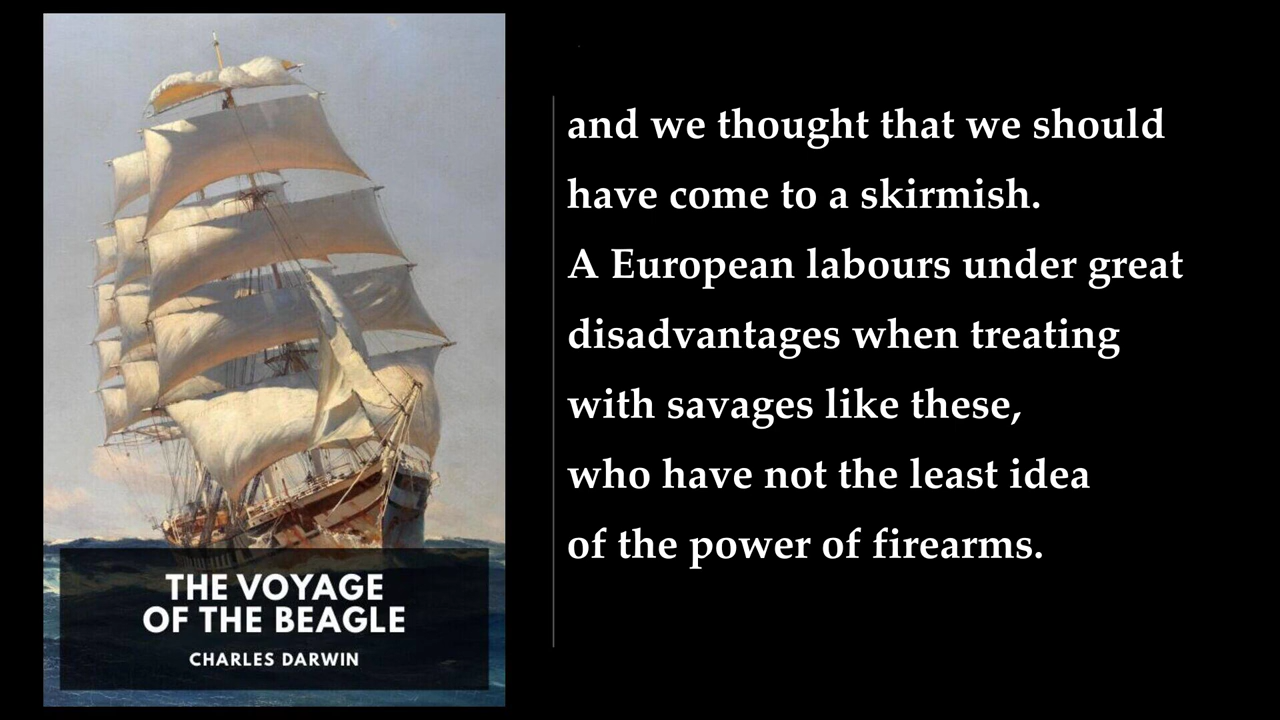 THE VOYAGE
OF THE BEAGLE
CHARLES DARWIN
and we thought that we should
have come to a skirmish.
A European labours under great
disadvantages when treating
with savages like these,
who have not the least idea
of the power of firearms.